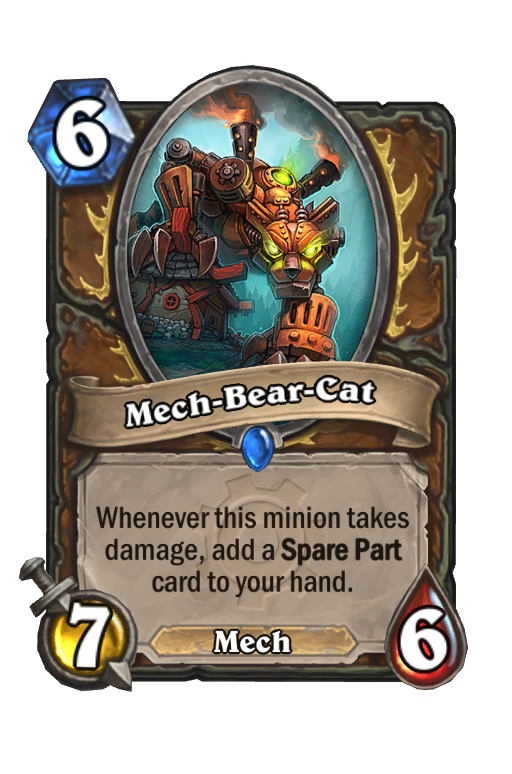 6
Mech-Bear-Cat
Whenever this minion takes
damage, add a Spare Part
card to your hand.
7
Mech
6